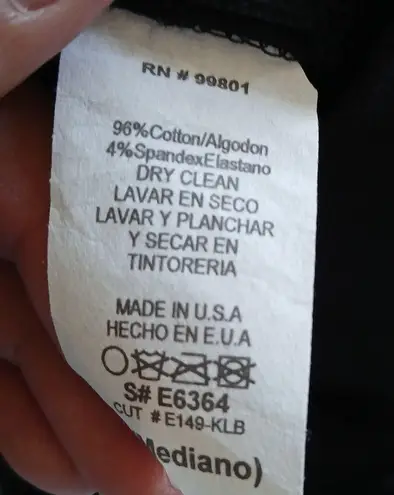 RN # 99801
96%Cotton/Algodon
4%SpandexElastano
DRY CLEAN
LAVAR EN SECO
LAVAR Y PLANCHAR
Y SECAR EN
TINTORERIA
MADE IN U.S.A
HECHO EN E.U.A
S# E6364
CUT # E149-KLB
Mediano)